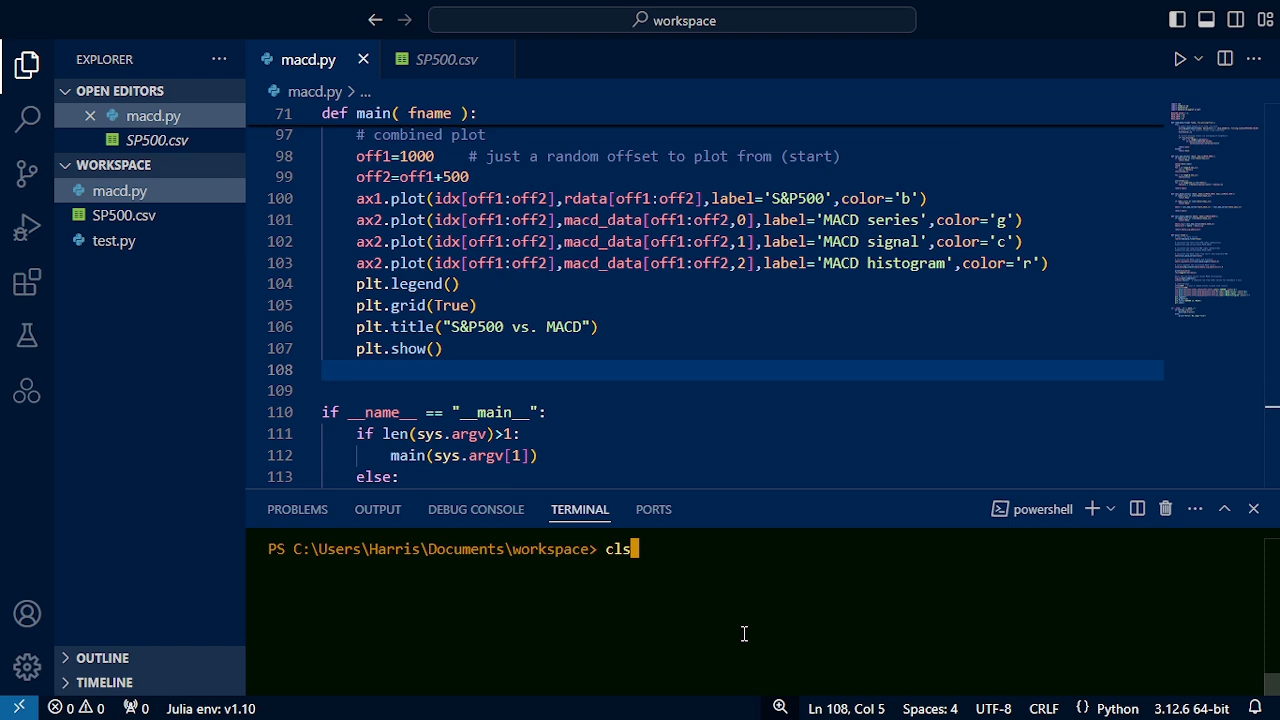 workspace
EXPLORER
OPEN EDITORS
macd.py
SP500.csv
WORKSPACE
macd.py
SP500.csv
test.py
OUTLINE
TIMELINE
macd.py
SP500.csv
macd.py > ...
71 def main( fname ):
97 # combined plot
98 off1=1000 # just a random offset to plot from (start)
99 off2=off1+500
100 ax1.plot(idx[off1:off2],rdata[off1:off2],label='S&P500',color='b')
101 ax2.plot(idx[off1:off2],macd_data[off1:off2,0],label='MACD series',color='g')
102 ax2.plot(idx[off1:off2],macd_data[off1:off2,1],label='MACD signal',color='c')
103 ax2.plot(idx[off1:off2],macd_data[off1:off2,2],label='MACD histogram',color='r')
104 plt.legend()
105 plt.grid(True)
106 plt.title("S&P500 vs. MACD")
107 plt.show()
108
109
110 if __name__ == "__main__":
111 if len(sys.argv)>1:
112 main(sys.argv[1])
113 else:
PROBLEMS OUTPUT DEBUG CONSOLE TERMINAL PORTS
powershell
PS C:\Users\Harris\Documents\workspace> cls
0 0 0 Julia env: v1.10 Ln 108, Col 5 Spaces: 4 UTF-8 CRLF {} Python 3.12.6 64-bit